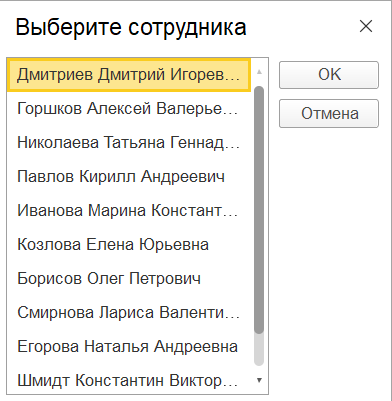 Выберите сотрудника
Дмитриев Дмитрий Игорев...
OK
Горшков Алексей Валерье...
Отмена
Николаева Татьяна Геннад...
Павлов Кирилл Андреевич
Иванова Марина Константи...
Козлова Елена Юрьевна
Борисов Олег Петрович
Смирнова Лариса Валенти...
Егорова Наталья Андреевна
Шмидт Константин Виктор...